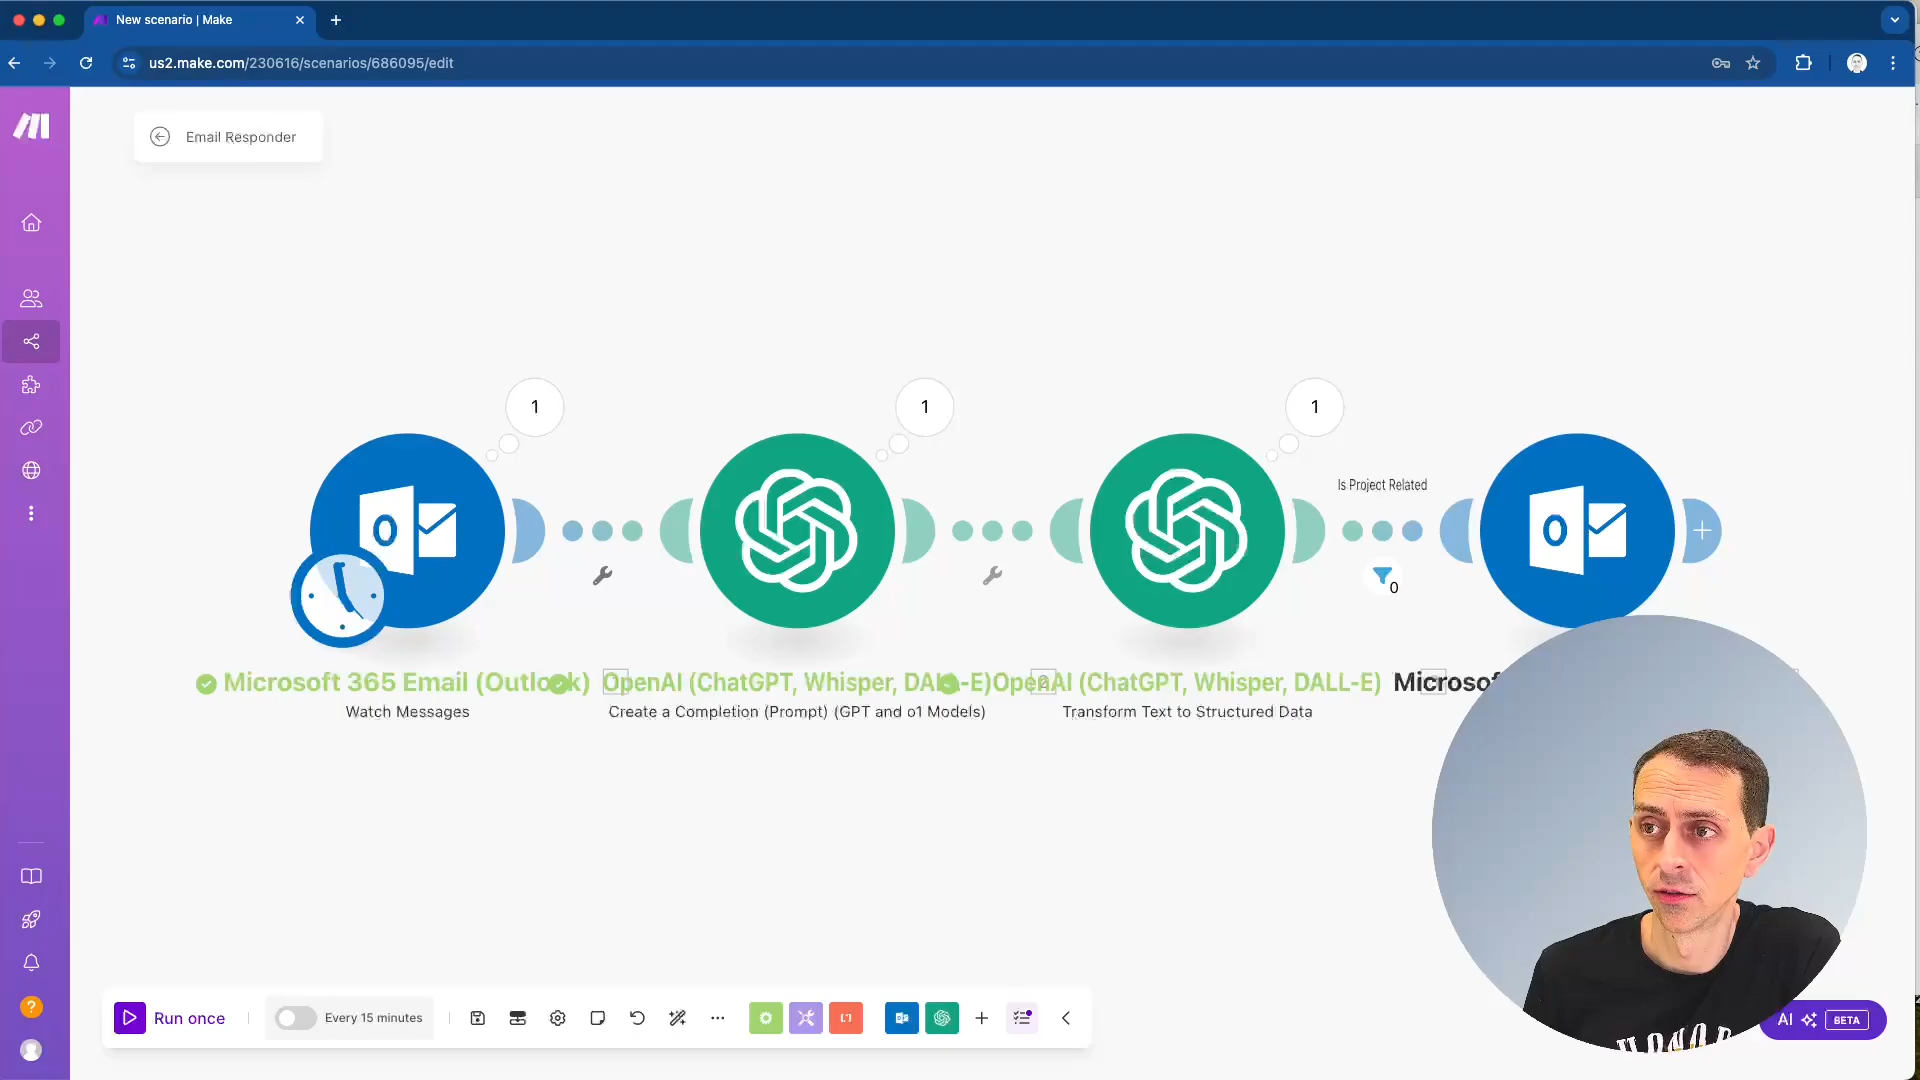 New scenario | Make
us2.make.com/230616/scenarios/686095/edit
Email Responder
1
1
1
Is Project Related
0
Microsoft 365 Email (Outlook)
OpenAI (ChatGPT, Whisper, DALL-E)
OpenAI (ChatGPT, Whisper, DALL-E)
Watch Messages
Create a Completion (Prompt) (GPT and o1 Models)
Transform Text to Structured Data
Run once
Every 15 minutes
AI
BETA
?